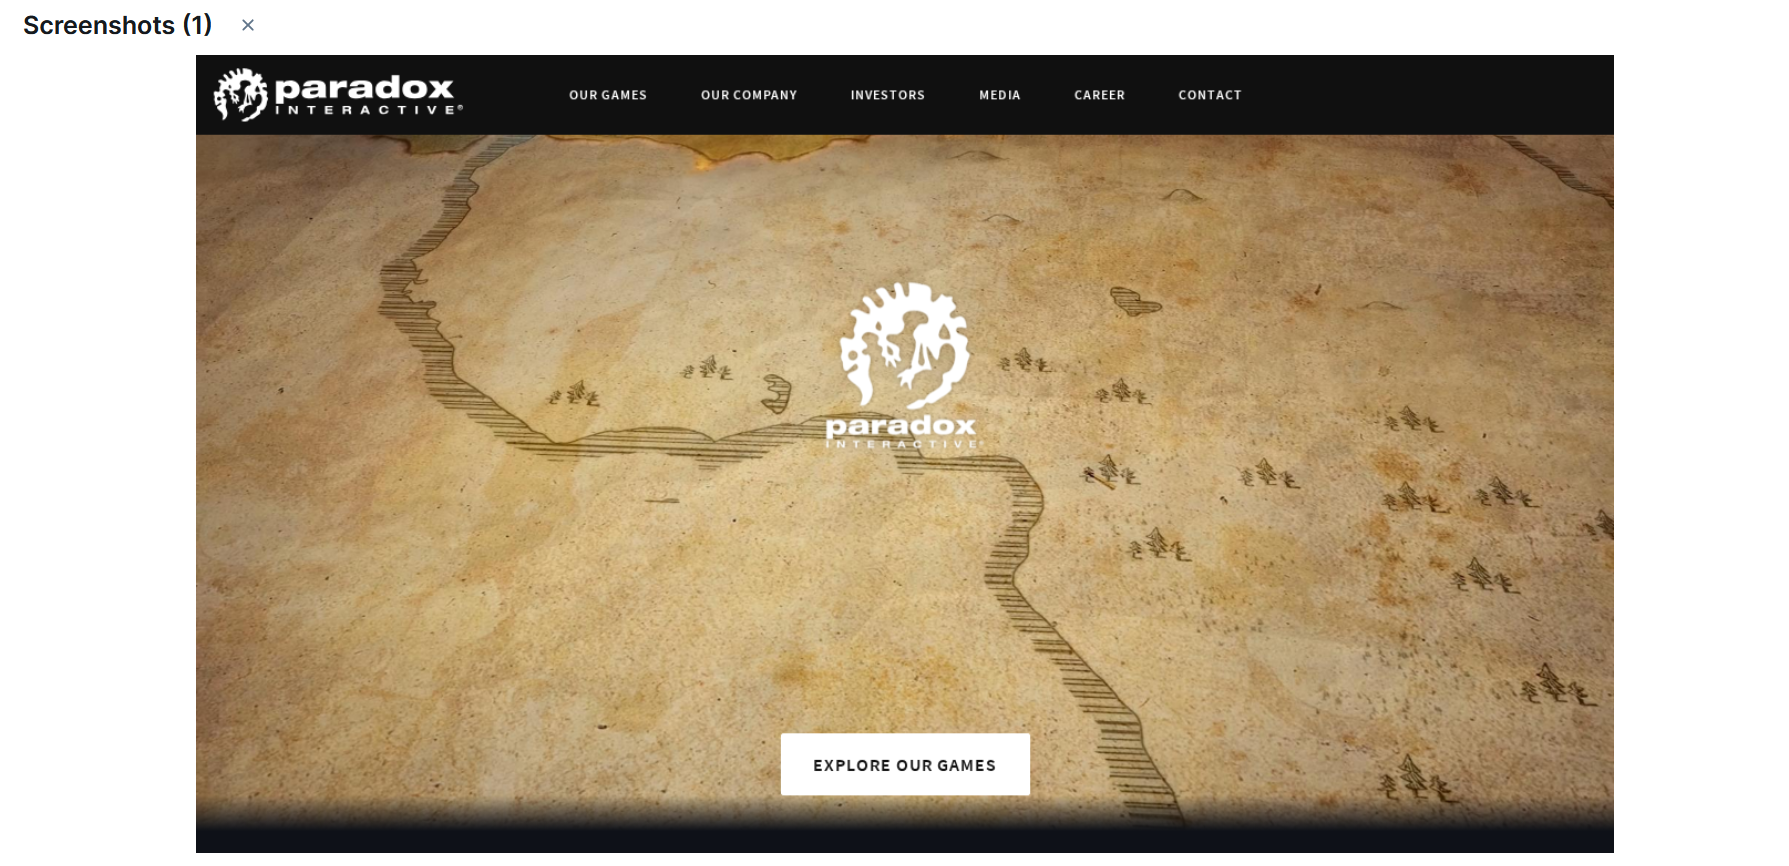 Screenshots (1) ×
paradox
INTERACTIVE®
OUR GAMES OUR COMPANY INVESTORS MEDIA CAREER CONTACT
paradox
INTERACTIVE®
EXPLORE OUR GAMES